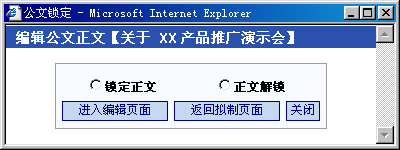 公文锁定 - Microsoft Internet Explorer
编辑公文正文【关于 XX产品推广演示会】
锁定正文 正文解锁
进入编辑页面 返回拟制页面 关闭